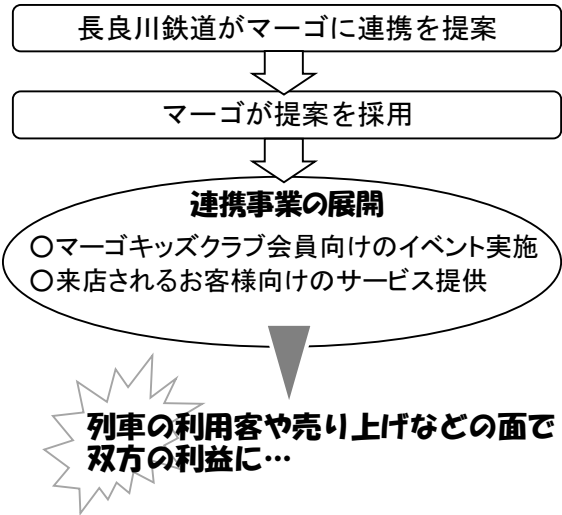 長良川鉄道がマーゴに連携を提案
マーゴが提案を採用
連携事業の展開
○マーゴキッズクラブ会員向けのイベント実施
○来店されるお客様向けのサービス提供
列車の利用客や売り上げなどの面で
双方の利益に…